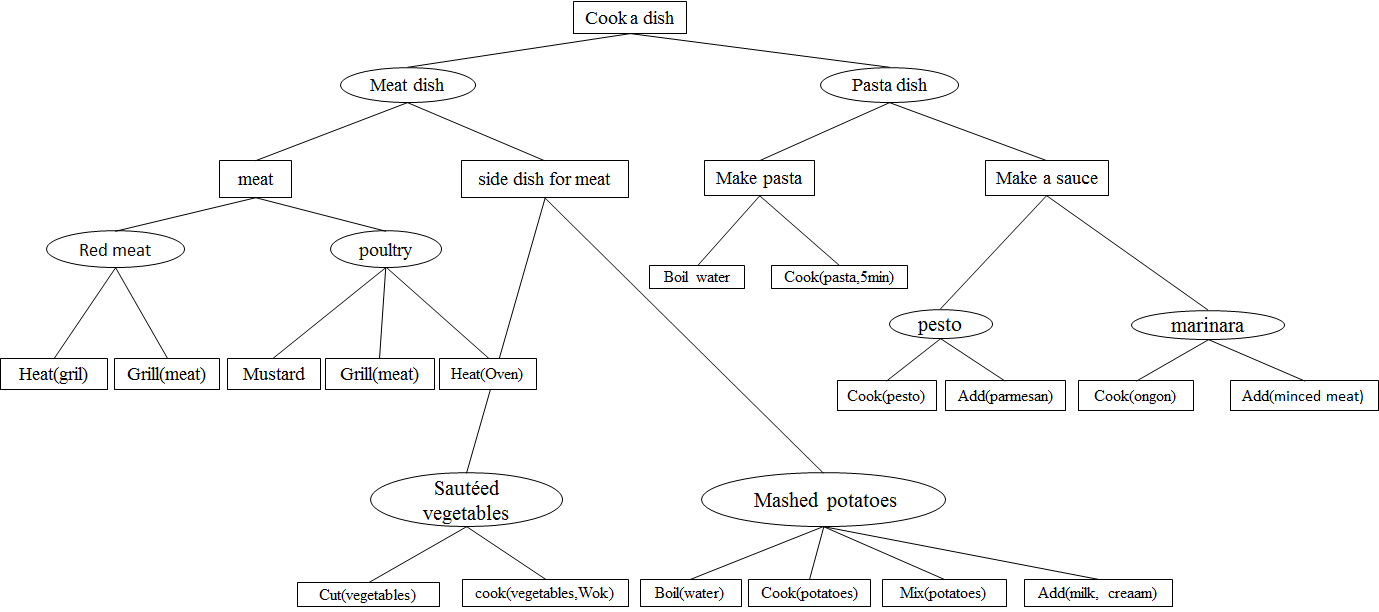 Cook a dish
Meat dish
Pasta dish
meat
side dish for meat
Make pasta
Make a sauce
Red meat
poultry
Boil water
Cook(pasta,5min)
pesto
marinara
Heat(gril)
Grill(meat)
Mustard
Grill(meat)
Heat(Oven)
Cook(pesto)
Add(parmesan)
Cook(ongon)
Add(minced meat)
Sautéed
vegetables
Mashed potatoes
Cut(vegetables)
cook(vegetables,Wok)
Boil(water)
Cook(potatoes)
Mix(potatoes)
Add(milk, creaam)